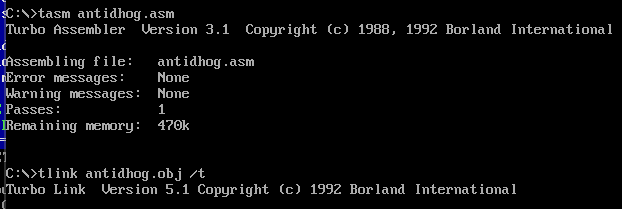 C:\>tasm antidhog.asm
Turbo Assembler  Version 3.1  Copyright (c) 1988, 1992 Borland International

Assembling file:   antidhog.asm
Error messages:    None
Warning messages:  None
Passes:            1
Remaining memory:  470k

C:\>tlink antidhog.obj /t
Turbo Link  Version 5.1 Copyright (c) 1992 Borland International